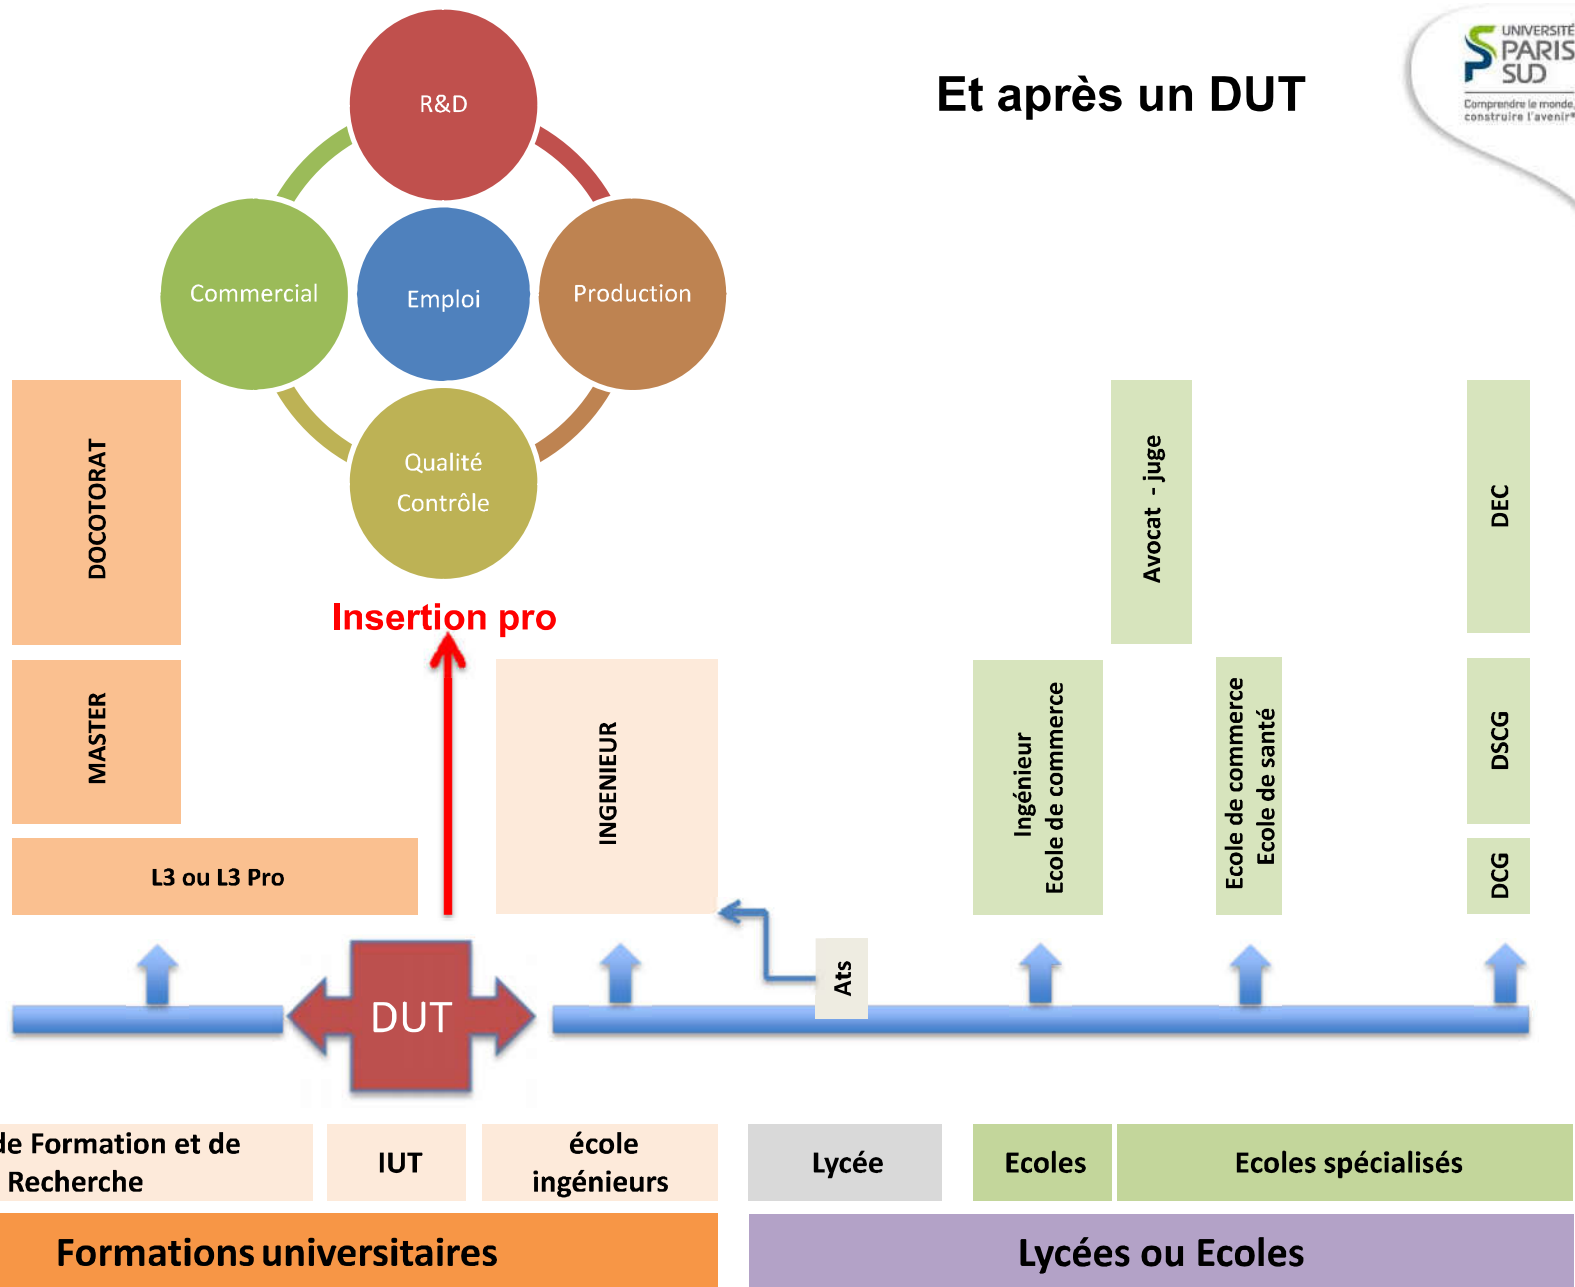 R&D
Et après un DUT
UNIVERSITÉ
PARIS
SUD
Comprendre le monde,
construire l'avenir®
Commercial
Emploi
Production
Qualité
Contrôle
DOCOTORAT
Avocat - juge
DEC
Insertion pro
MASTER
INGENIEUR
Ingénieur
Ecole de commerce
Ecole de commerce
Ecole de santé
DSCG
L3 ou L3 Pro
DCG
Ats
DUT
de Formation et de
Recherche
IUT
école
ingénieurs
Lycée
Ecoles
Ecoles spécialisés
Formations universitaires
Lycées ou Ecoles